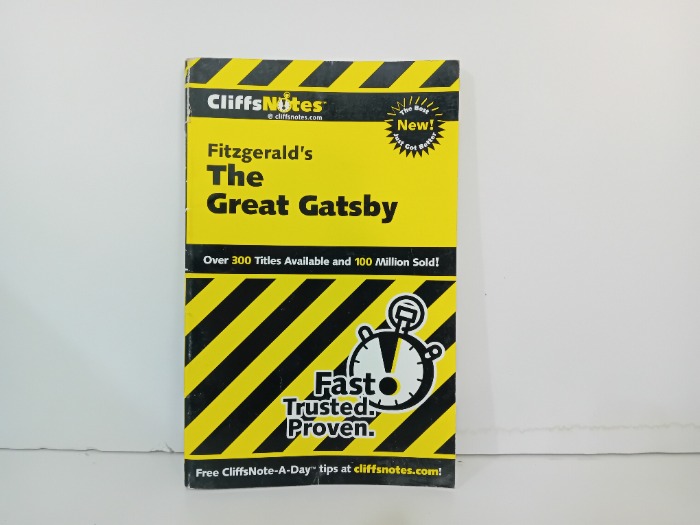 CliffsNotes™
@ cliffsnotes.com
The Best
New!
Just Got Better
Fitzgerald's
The
Great Gatsby
Over 300 Titles Available and 100 Million Sold!
Fast.
Trusted.
Proven.
Free CliffsNote-A-Day™ tips at cliffsnotes.com!